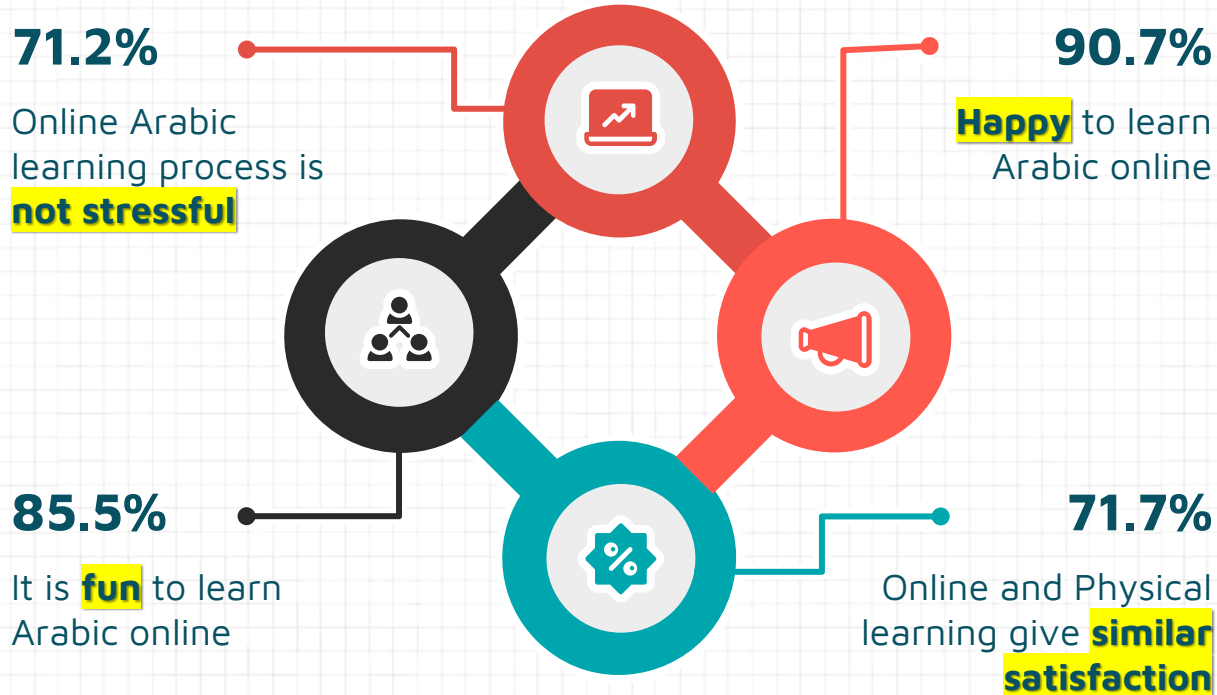 71.2%
Online Arabic
learning process is
not stressful
90.7%
Happy to learn
Arabic online
85.5%
It is fun to learn
Arabic online
71.7%
Online and Physical
learning give similar
satisfaction
%